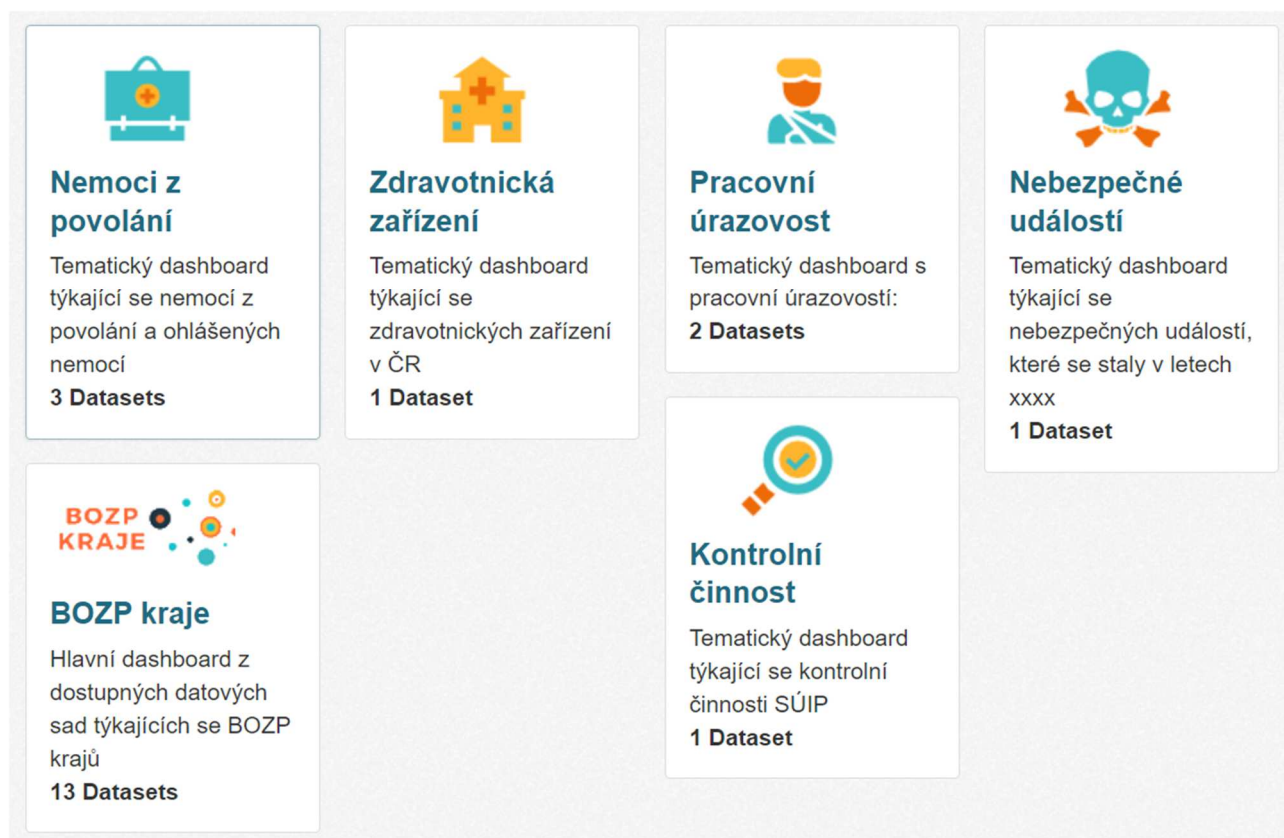 Nemoci z
povolání
Tematický dashboard
týkající se nemocí z
povolání a ohlášených
nemocí
3 Datasets
Zdravotnická
zařízení
Tematický dashboard
týkající se
zdravotnických zařízení
v ČR
1 Dataset
Pracovní
úrazovost
Tematický dashboard s
pracovní úrazovostí:
2 Datasets
Nebezpečné
událostí
Tematický dashboard
týkající se
nebezpečných událostí,
které se staly v letech
xxxx
1 Dataset
BOZP
KRAJE
BOZP kraje
Hlavní dashboard z
dostupných datových
sad týkajících se BOZP
krajů
13 Datasets
Kontrolní
činnost
Tematický dashboard
týkající se kontrolní
činnosti SÚIP
1 Dataset